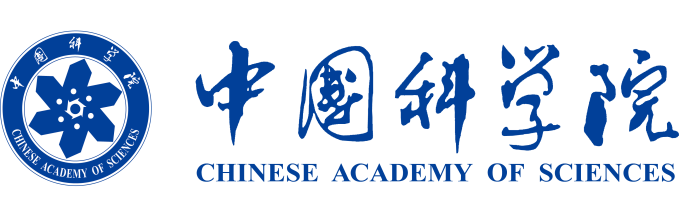 中国科学院
CHINESE ACADEMY OF SCIENCES
中国科学院
CHINESE ACADEMY OF SCIENCES